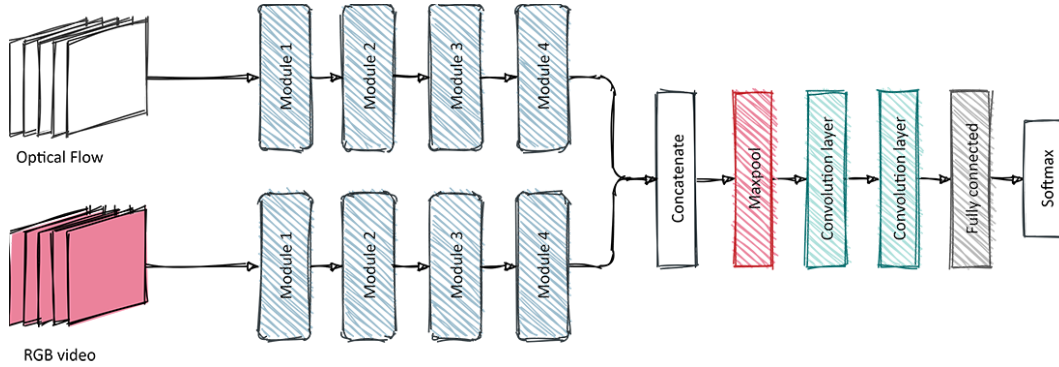 Optical Flow
Module 1
Module 2
Module 3
Module 4
RGB video
Module 1
Module 2
Module 3
Module 4
Concatenate
Maxpool
Convolution layer
Convolution layer
Fully connected
Softmax